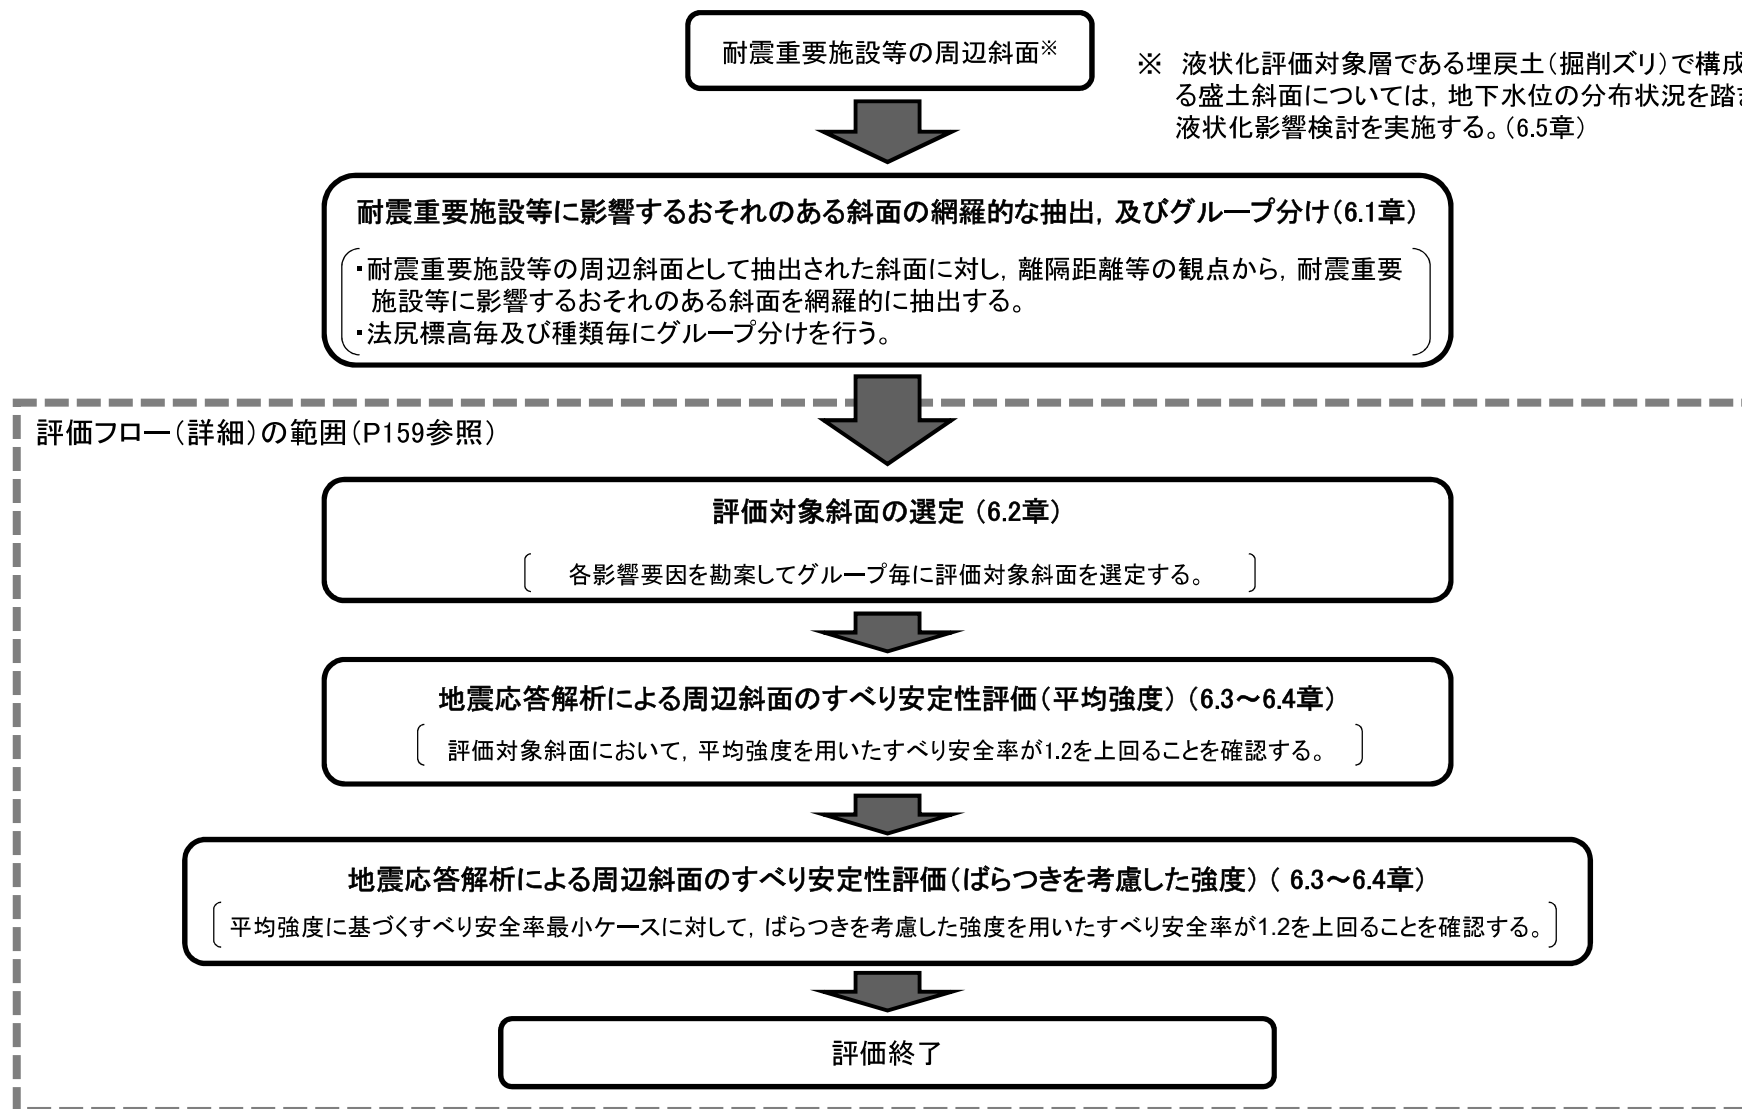 耐震重要施設等の周辺斜面※
※ 液状化評価対象層である埋戻土(掘削ズリ)で構成
る盛土斜面については,地下水位の分布状況を踏
液状化影響検討を実施する。(6.5章)
耐震重要施設等に影響するおそれのある斜面の網羅的な抽出,及びグループ分け(6.1章)
・耐震重要施設等の周辺斜面として抽出された斜面に対し,離隔距離等の観点から,耐震重要
施設等に影響するおそれのある斜面を網羅的に抽出する。
・法尻標高毎及び種類毎にグループ分けを行う。
評価フロー(詳細)の範囲(P159参照)
評価対象斜面の選定 (6.2章)
各影響要因を勘案してグループ毎に評価対象斜面を選定する。
地震応答解析による周辺斜面のすべり安定性評価(平均強度) (6.3~6.4章)
評価対象斜面において,平均強度を用いたすべり安全率が1.2を上回ることを確認する。
地震応答解析による周辺斜面のすべり安定性評価(ばらつきを考慮した強度) ( 6.3~6.4章)
平均強度に基づくすべり安全率最小ケースに対して,ばらつきを考慮した強度を用いたすべり安全率が1.2を上回ることを確認する。
評価終了